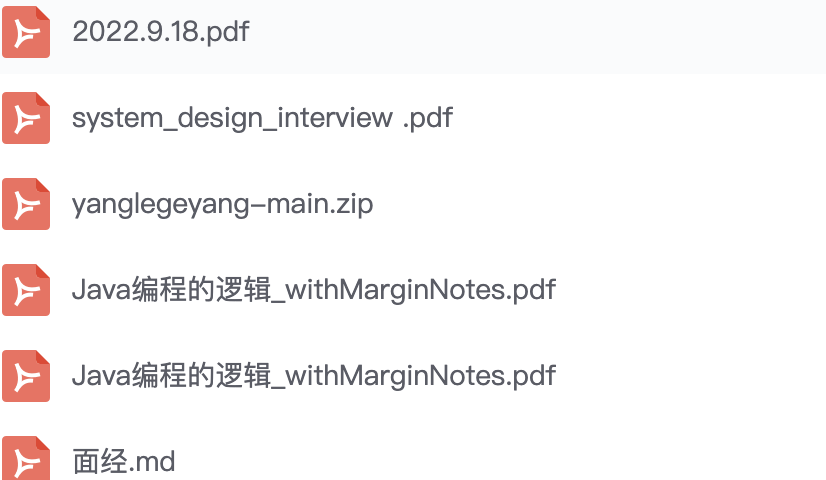 2022.9.18.pdf
system_design_interview .pdf
yanglegeyang-main.zip
Java编程的逻辑_withMarginNotes.pdf
Java编程的逻辑_withMarginNotes.pdf
面经.md